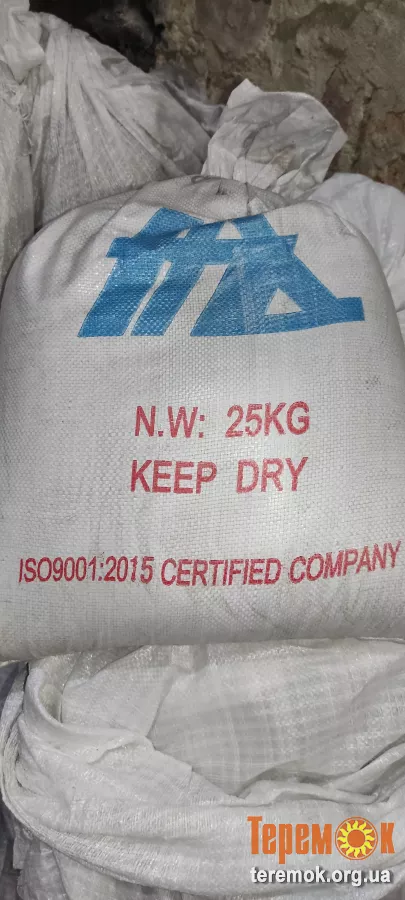 N.W: 25KG
KEEP DRY
ISO9001:2015 CERTIFIED COMPANY
Теремок
teremok.org.ua